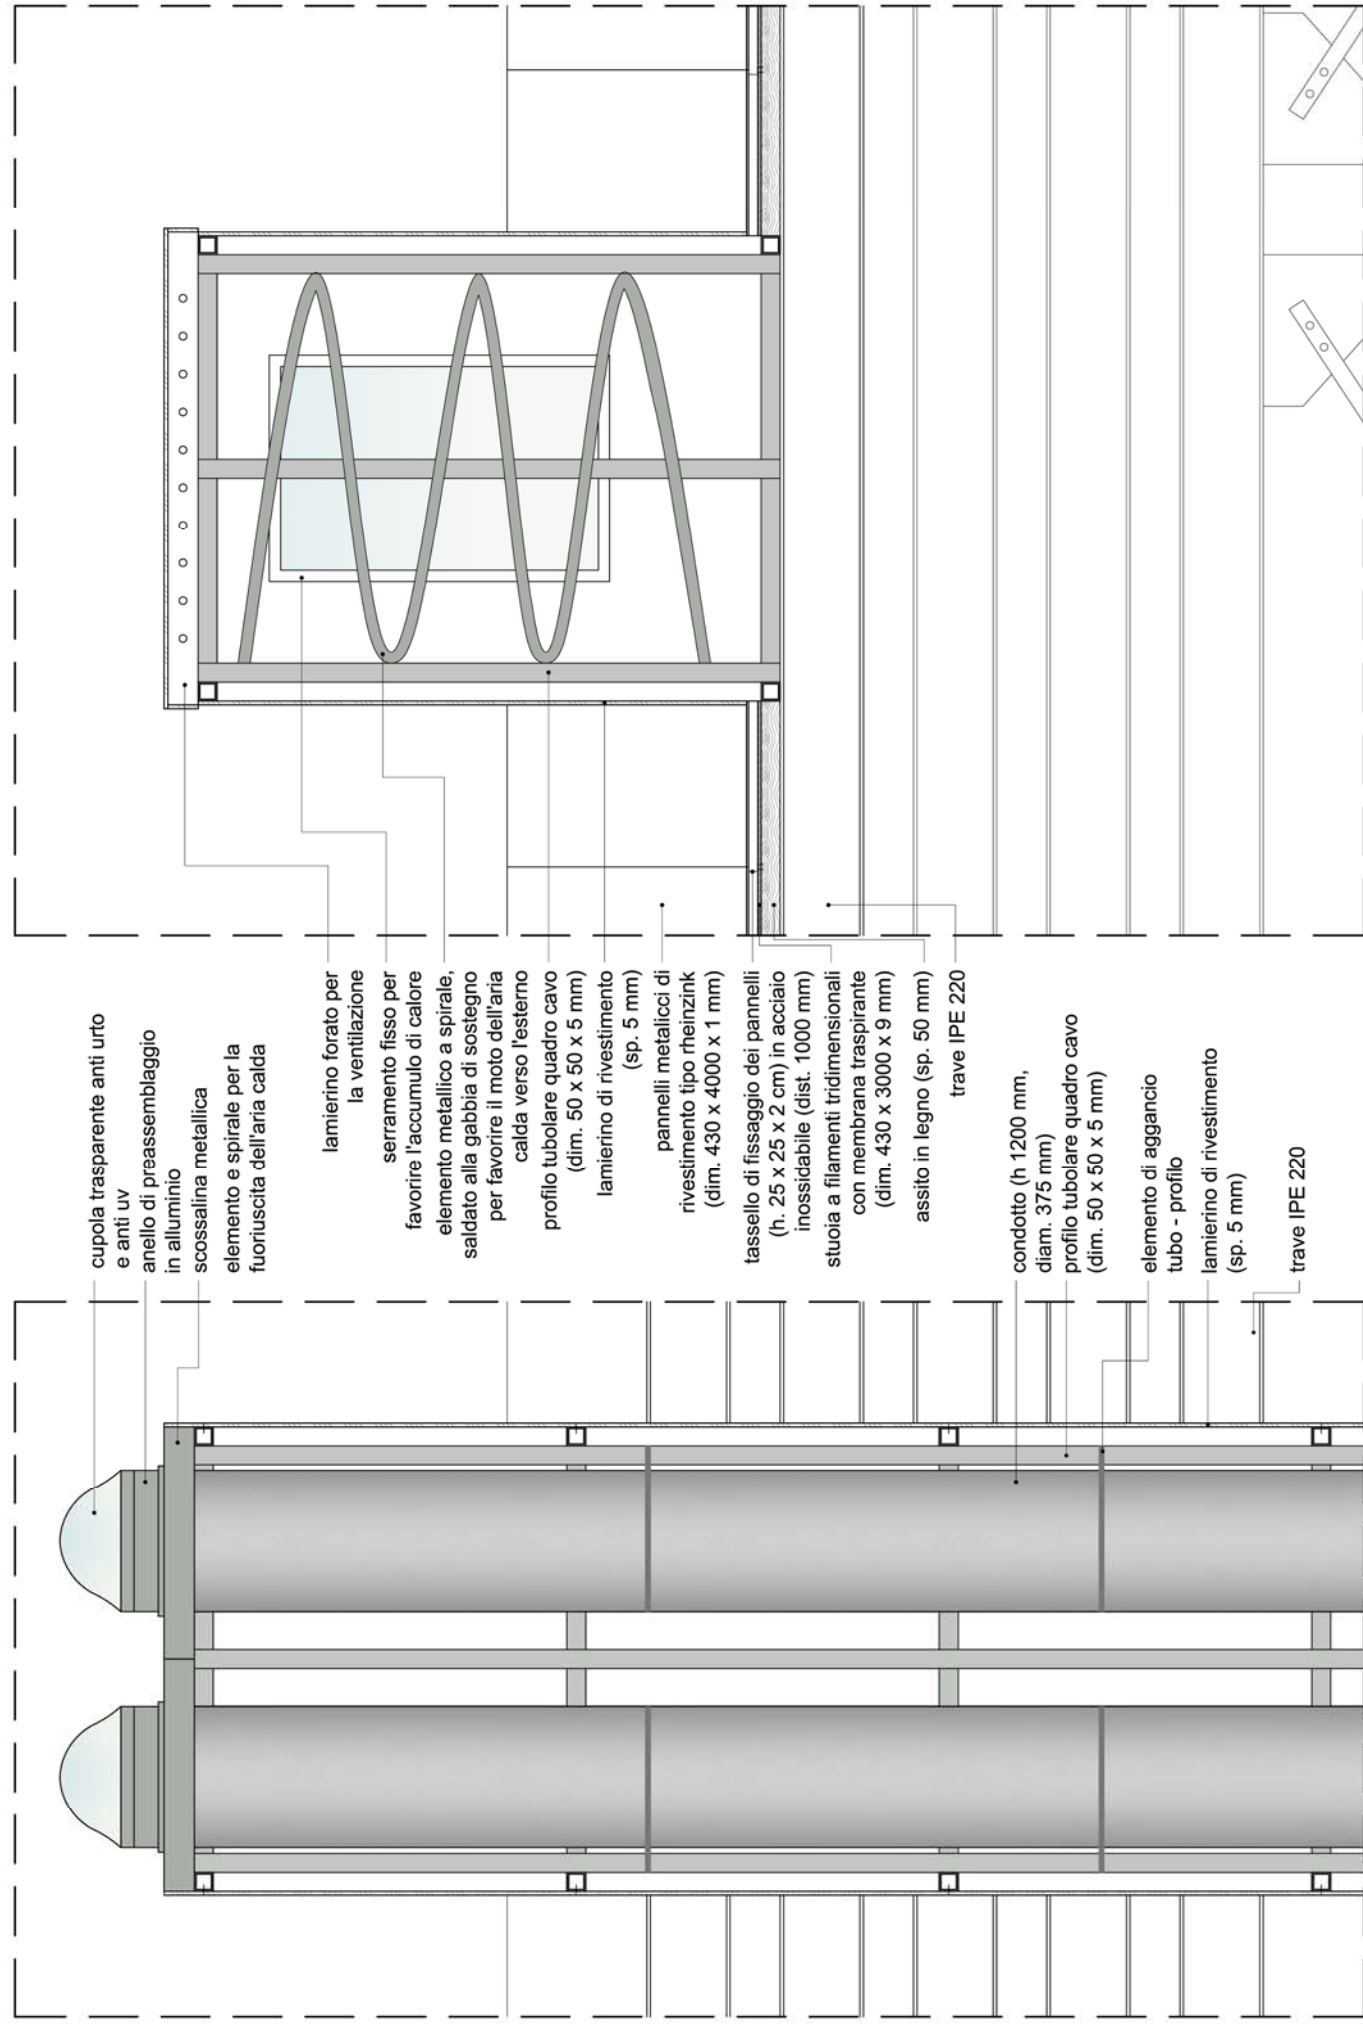 cupola trasparente anti urto
e anti uv
anello di preassemblaggio
in alluminio
scossalina metallica
elemento e spirale per la
fuoriuscita dell'aria calda
condotto (h 1200 mm,
diam. 375 mm)
profilo tubolare quadro cavo
(dim. 50 x 50 x 5 mm)
elemento di aggancio
tubo - profilo
lamierino di rivestimento
(sp. 5 mm)
trave IPE 220
lamierino forato per
la ventilazione
serramento fisso per
favorire l'accumulo di calore
elemento metallico a spirale,
saldato alla gabbia di sostegno
per favorire il moto dell'aria
calda verso l'esterno
profilo tubolare quadro cavo
(dim. 50 x 50 x 5 mm)
lamierino di rivestimento
(sp. 5 mm)
pannelli metalicci di
rivestimento tipo rheinzink
(dim. 430 x 4000 x 1 mm)
tassello di fissaggio dei pannelli
(h. 25 x 25 x 2 cm) in acciaio
inossidabile (dist. 1000 mm)
stuoia a filamenti tridimensionali
con membrana traspirante
(dim. 430 x 3000 x 9 mm)
assito in legno (sp. 50 mm)
trave IPE 220